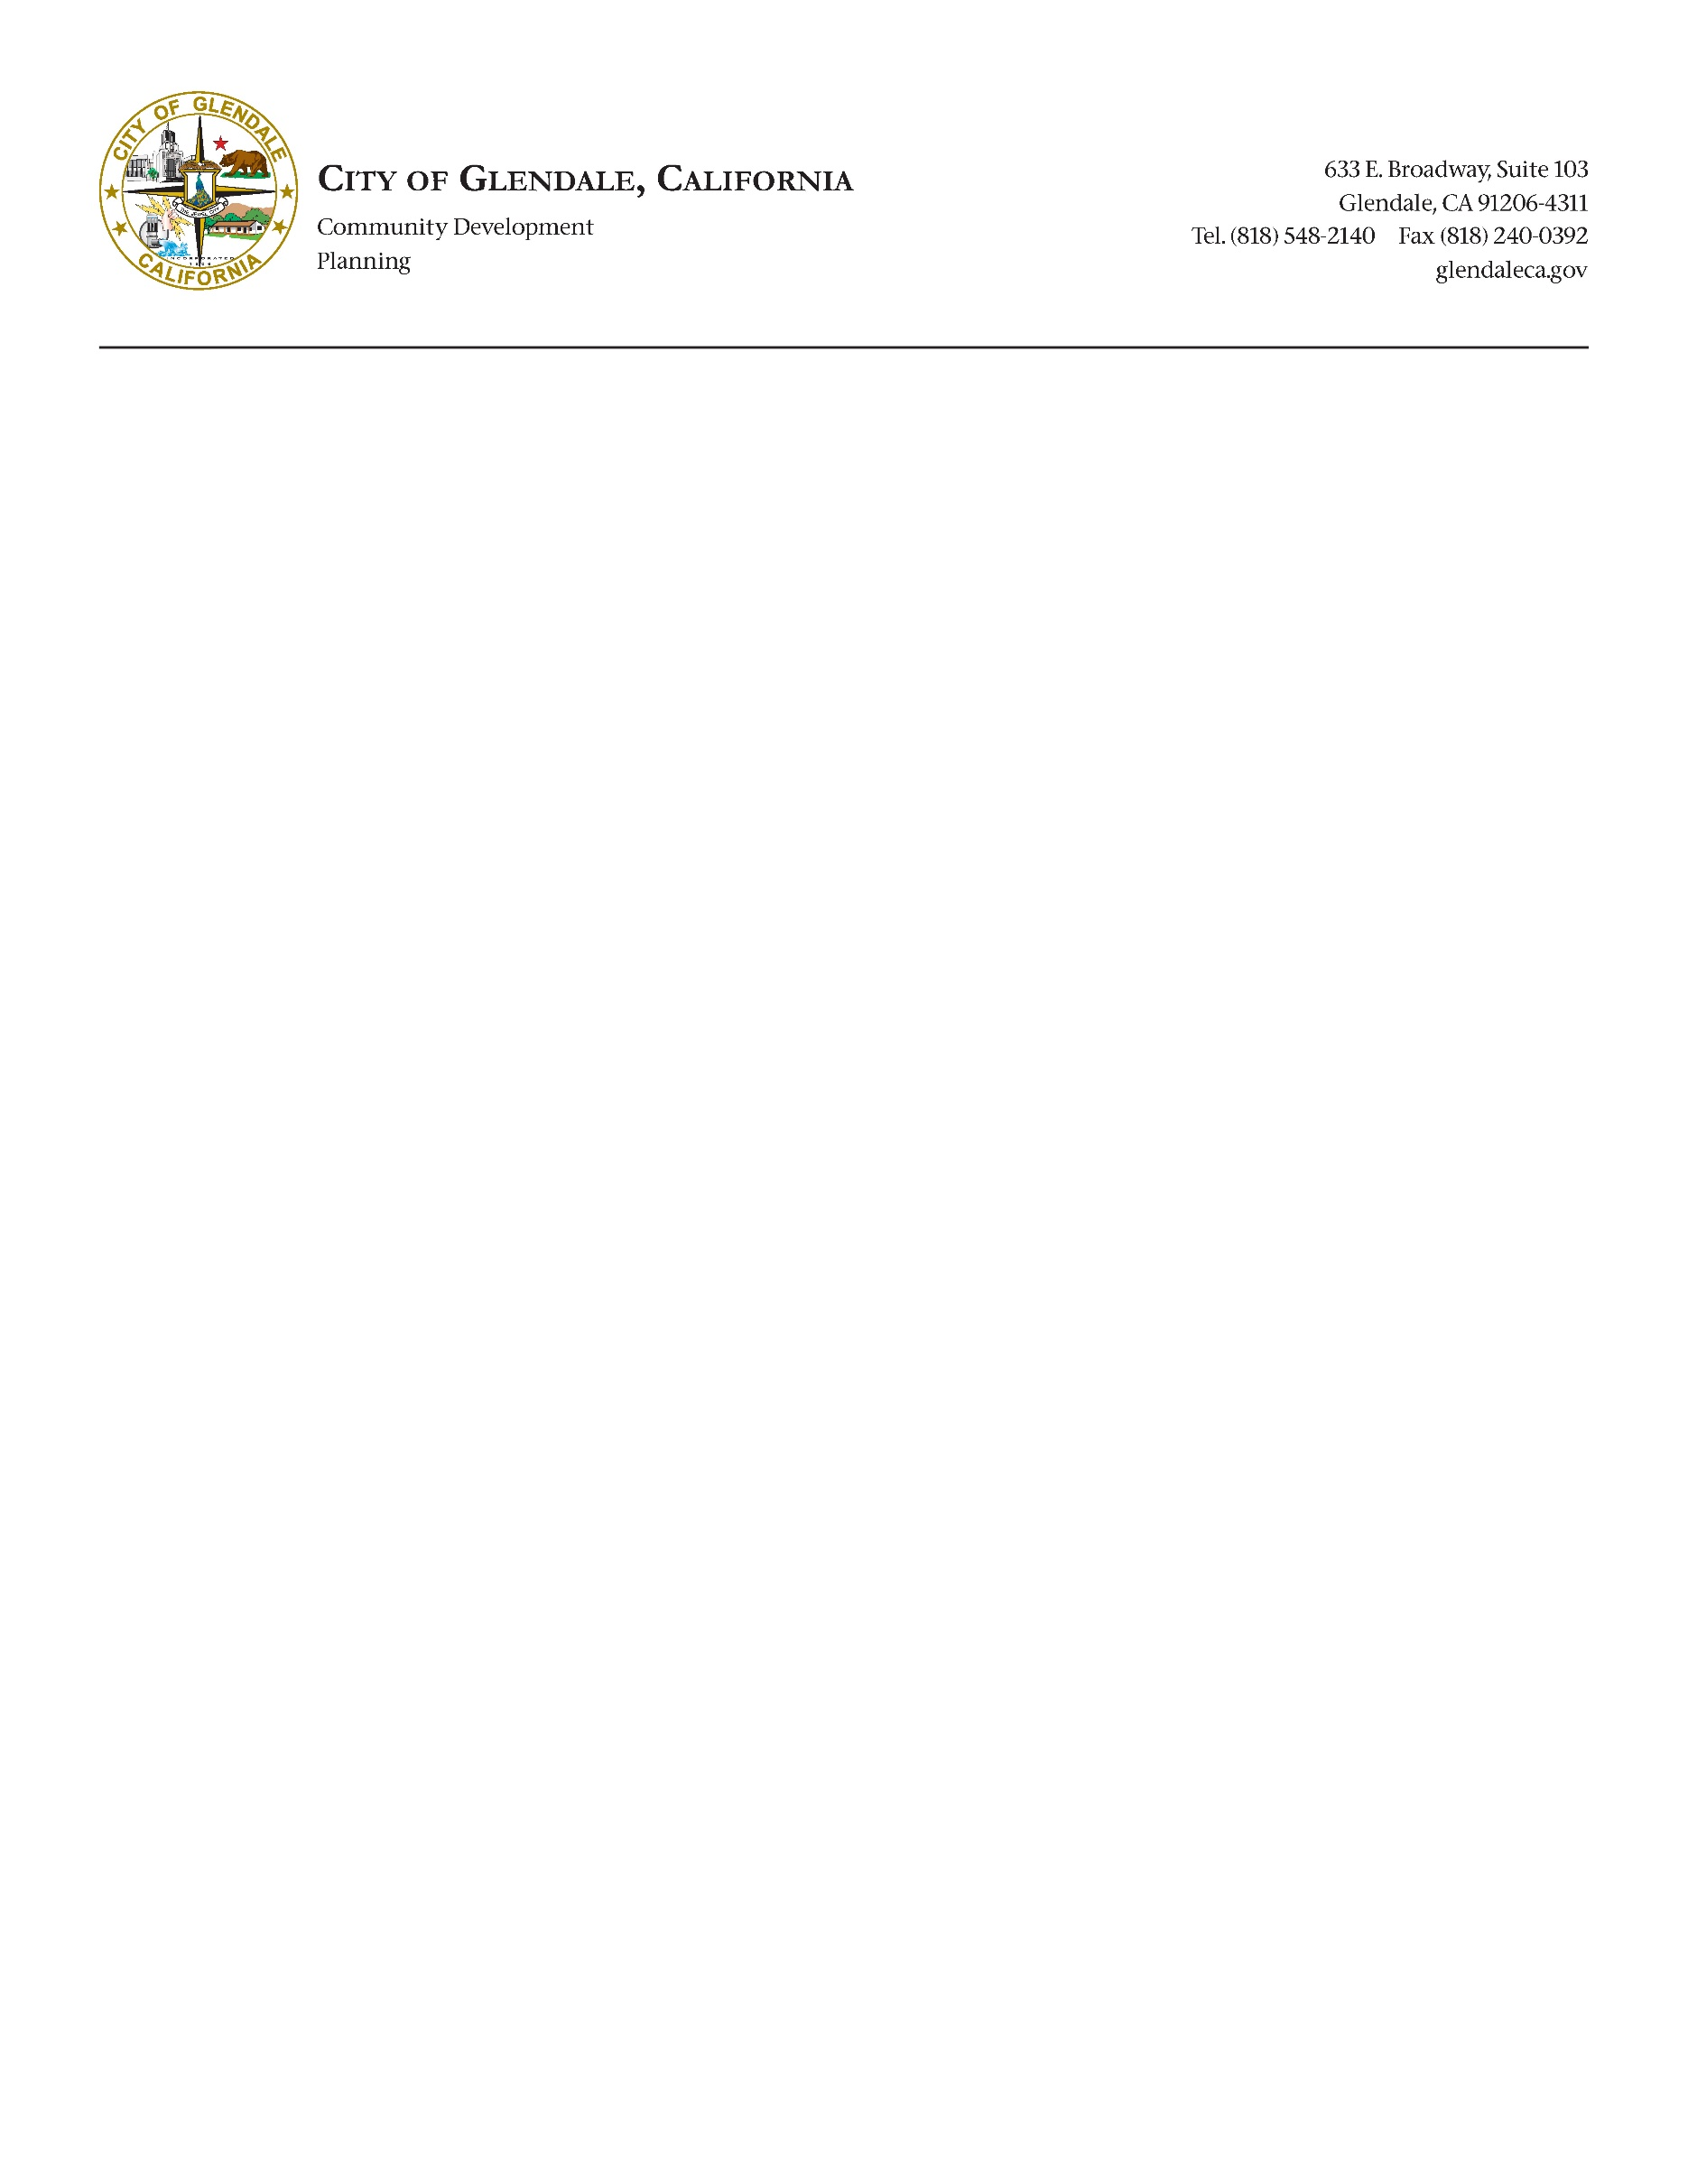 CITY OF GLENDALE
CALIFORNIA
CITY OF GLENDALE, CALIFORNIA
Community Development
Planning
633 E. Broadway, Suite 103
Glendale, CA 91206-4311
Tel. (818) 548-2140 Fax (818) 240-0392
glendaleca.gov